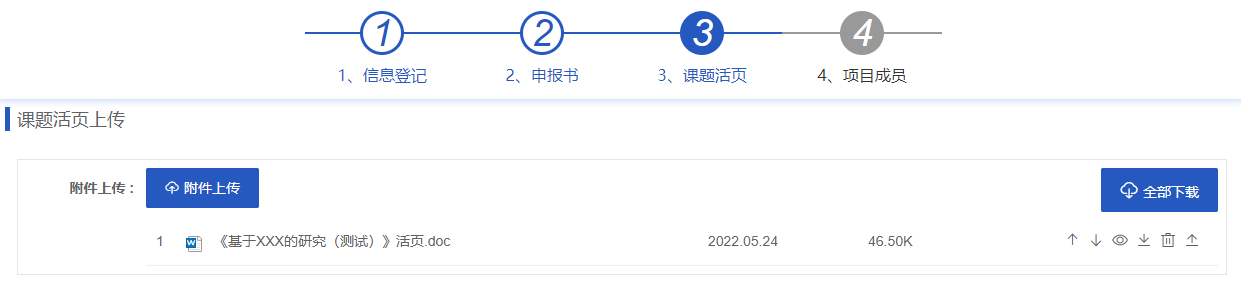 1 2 3 4
1、信息登记 2、申报书 3、课题活页 4、项目成员
课题活页上传
附件上传： 附件上传 全部下载
1 《基于XXX的研究（测试）》活页.doc 2022.05.24 46.50K